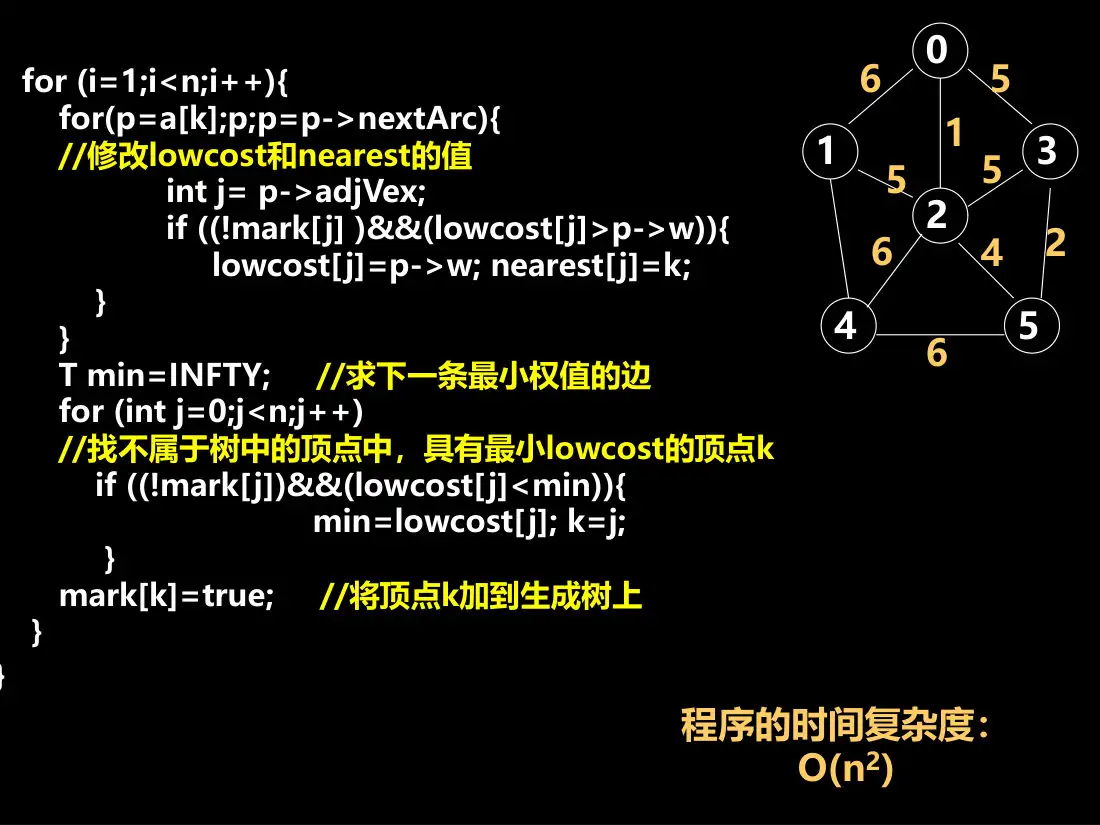 for (i=1;i<n;i++){
for(p=a[k];p;p=p->nextArc){
//修改lowcost和nearest的值
int j= p->adjVex;
if ((!mark[j] )&&(lowcost[j]>p->w)){
lowcost[j]=p->w; nearest[j]=k;
}
}
T min=INFTY; //求下一条最小权值的边
for (int j=0;j<n;j++)
//找不属于树中的顶点中，具有最小lowcost的顶点k
if ((!mark[j])&&(lowcost[j]<min)){
min=lowcost[j]; k=j;
}
mark[k]=true; //将顶点k加到生成树上
}
}
0
6 5
1
1 3
5 5
2
6 4 2
4 5
6
程序的时间复杂度：
O(n²)